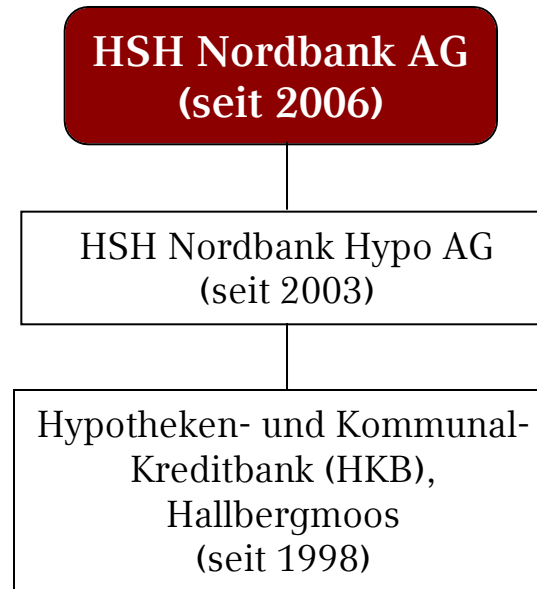 HSH Nordbank AG
(seit 2006)
HSH Nordbank Hypo AG
(seit 2003)
Hypotheken- und Kommunal-
Kreditbank (HKB),
Hallbergmoos
(seit 1998)